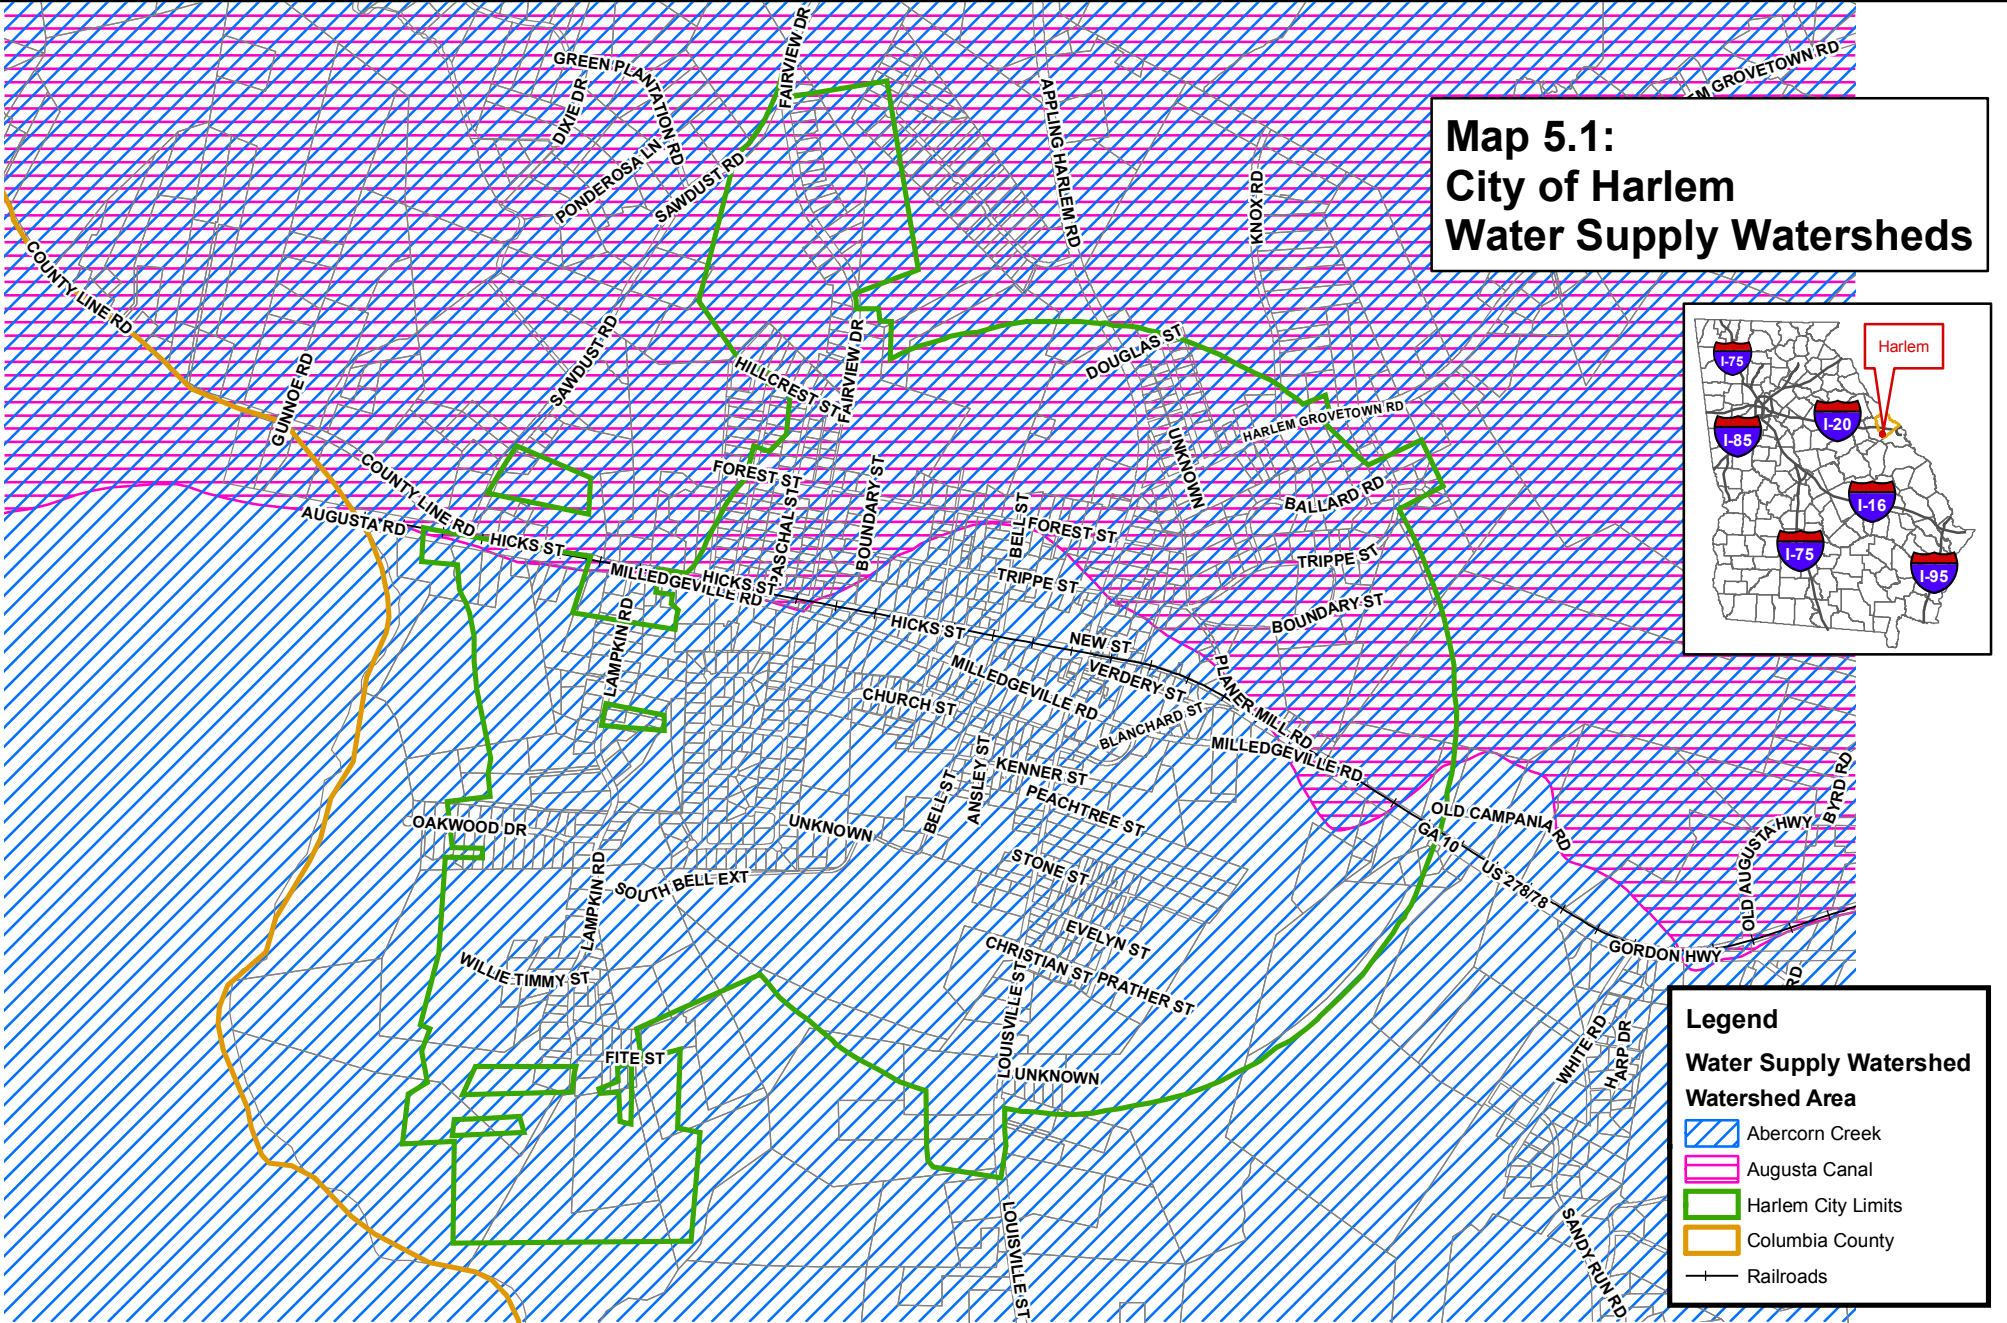 FAIRVIEW DR
GREEN PLANTATION RD
DIXIE DR
PONDEROSA LN
SAWDUST RD
APPLING HARLEM RD
KNOX RD
EM GROVETOWN RD
Map 5.1:
City of Harlem
Water Supply Watersheds
COUNTY LINE RD
GUNNOE RD
SAWDUST RD
HILLCREST ST
FAIRVIEW DR
DOUGLAS ST
HARLEM GROVETOWN RD
UNKNOWN
BALLARD RD
I-75
Harlem
I-20
I-85
I-16
I-75
I-95
COUNTY LINE RD
AUGUSTA RD
HICKS ST
FOREST ST
PASCHAL ST
BOUNDARY ST
BELL ST
FOREST ST
TRIPPE ST
TRIPPE ST
BOUNDARY ST
MILLEDGEVILLE RD
HICKS ST
HICKS ST
LAMPKIN RD
NEW ST
VERDERY ST
MILLEDGEVILLE RD
CHURCH ST
BLANCHARD ST
PLANER MILL RD
MILLEDGEVILLE RD
KENNER ST
ANSLEY ST
BELL ST
PEACHTREE ST
UNKNOWN
OAKWOOD DR
SOUTH BELL EXT
LAMPKIN RD
STONE ST
EVELYN ST
CHRISTIAN ST
PRATHER ST
LOUISVILLE ST
WILLIE TIMMY ST
FITE ST
UNKNOWN
LOUISVILLE ST
OLD CAMPANIA RD
GA 10
US 278/78
GORDON HWY
OLD AUGUSTA HWY
BYRD RD
RD
WHITE RD
HARP DR
SANDY RUN RD
Legend
Water Supply Watershed
Watershed Area
Abercorn Creek
Augusta Canal
Harlem City Limits
Columbia County
Railroads